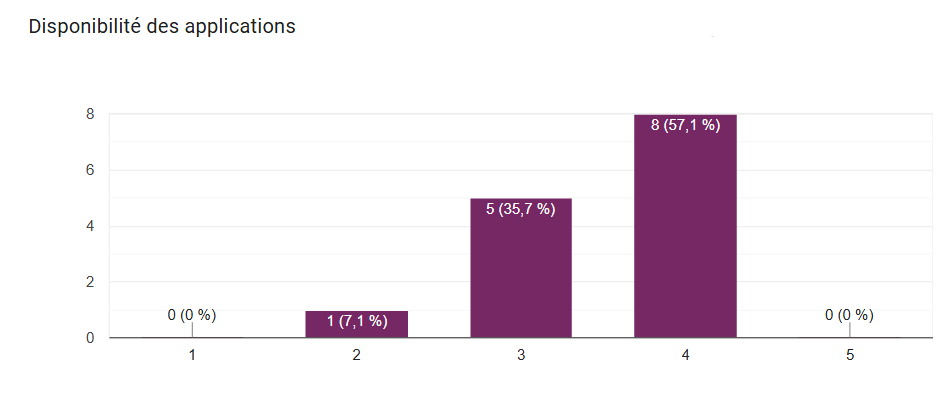 Disponibilité des applications
8
6
4
2
0
0 (0 %)
1 (7,1 %)
5 (35,7 %)
8 (57,1 %)
0 (0 %)
1 2 3 4 5